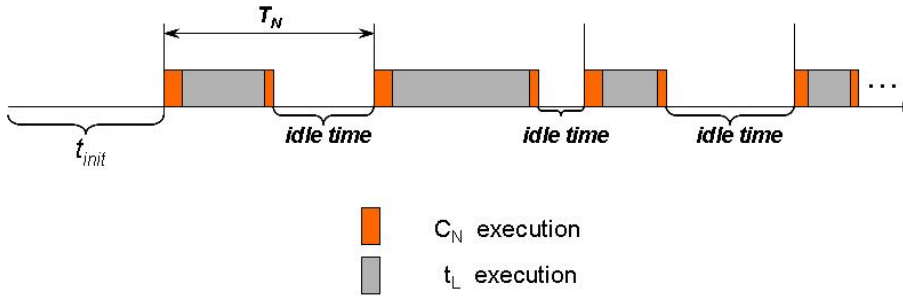 T_N
...
idle time idle time idle time
t_init
C_N execution
t_L execution